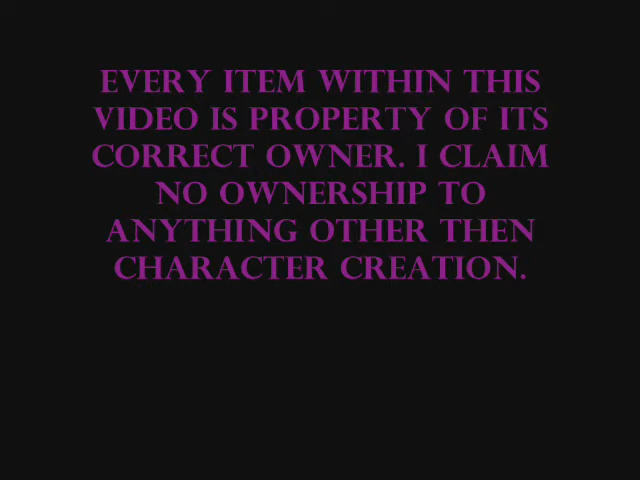 EVERY ITEM WITHIN THIS
VIDEO IS PROPERTY OF ITS
CORRECT OWNER. I CLAIM
NO OWNERSHIP TO
ANYTHING OTHER THEN
CHARACTER CREATION.